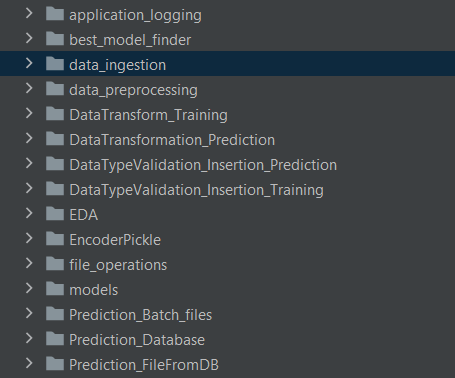 application_logging
best_model_finder
data_ingestion
data_preprocessing
DataTransform_Training
DataTransformation_Prediction
DataTypeValidation_Insertion_Prediction
DataTypeValidation_Insertion_Training
EDA
EncoderPickle
file_operations
models
Prediction_Batch_files
Prediction_Database
Prediction_FileFromDB